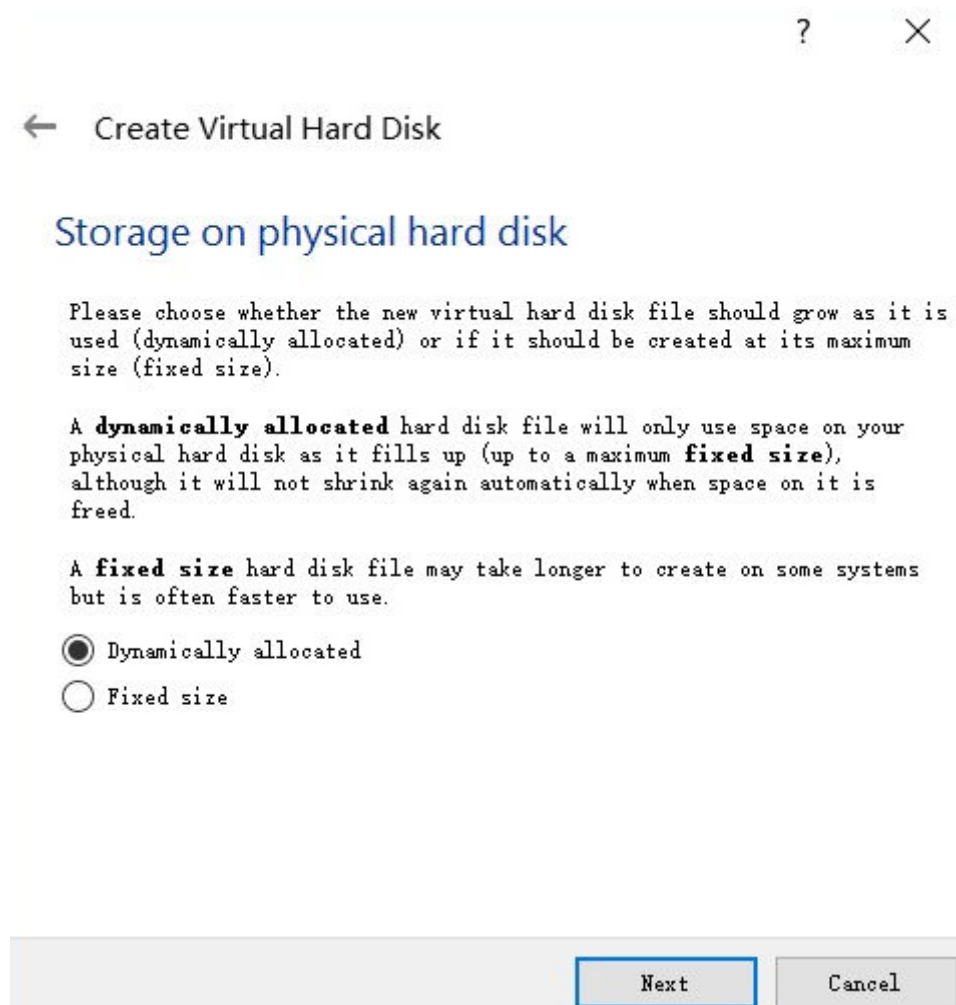 ?
Create Virtual Hard Disk
Storage on physical hard disk
Please choose whether the new virtual hard disk file should grow as it is
used (dynamically allocated) or if it should be created at its maximum
size (fixed size).
A dynamically allocated hard disk file will only use space on your
physical hard disk as it fills up (up to a maximum fixed size),
although it will not shrink again automatically when space on it is
freed.
A fixed size hard disk file may take longer to create on some systems
but is often faster to use.
Dynamically allocated
Fixed size
Next Cancel